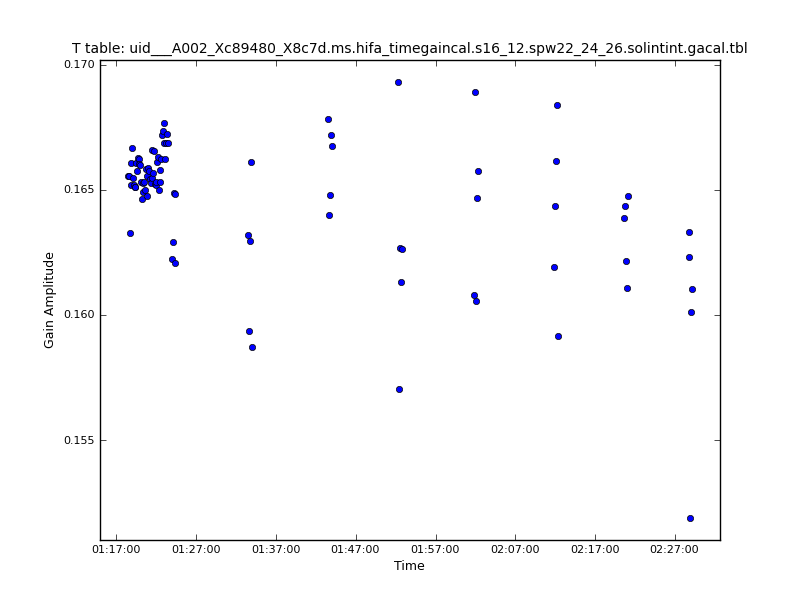 T table: uid___A002_Xc89480_X8c7d.ms.hifa_timegaincal.s16_12.spw22_24_26.solintint.gacal.tbl
0.170
0.165
0.160
0.155
Gain Amplitude
01:17:00 01:27:00 01:37:00 01:47:00 01:57:00 02:07:00 02:17:00 02:27:00
Time